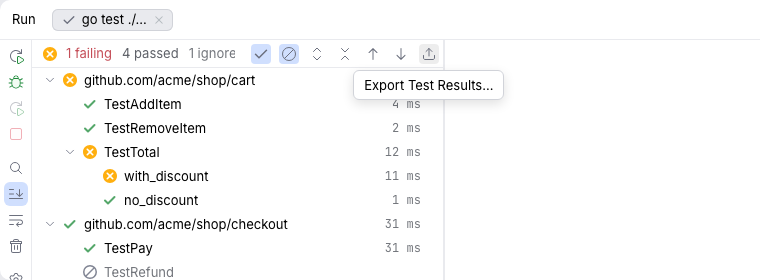 Run go test ./...
1 failing 4 passed 1 ignore
github.com/acme/shop/cart
Export Test Results...
TestAddItem 4 ms
TestRemoveItem 2 ms
TestTotal 12 ms
with_discount 11 ms
no_discount 1 ms
github.com/acme/shop/checkout 31 ms
TestPay 31 ms
TestRefund